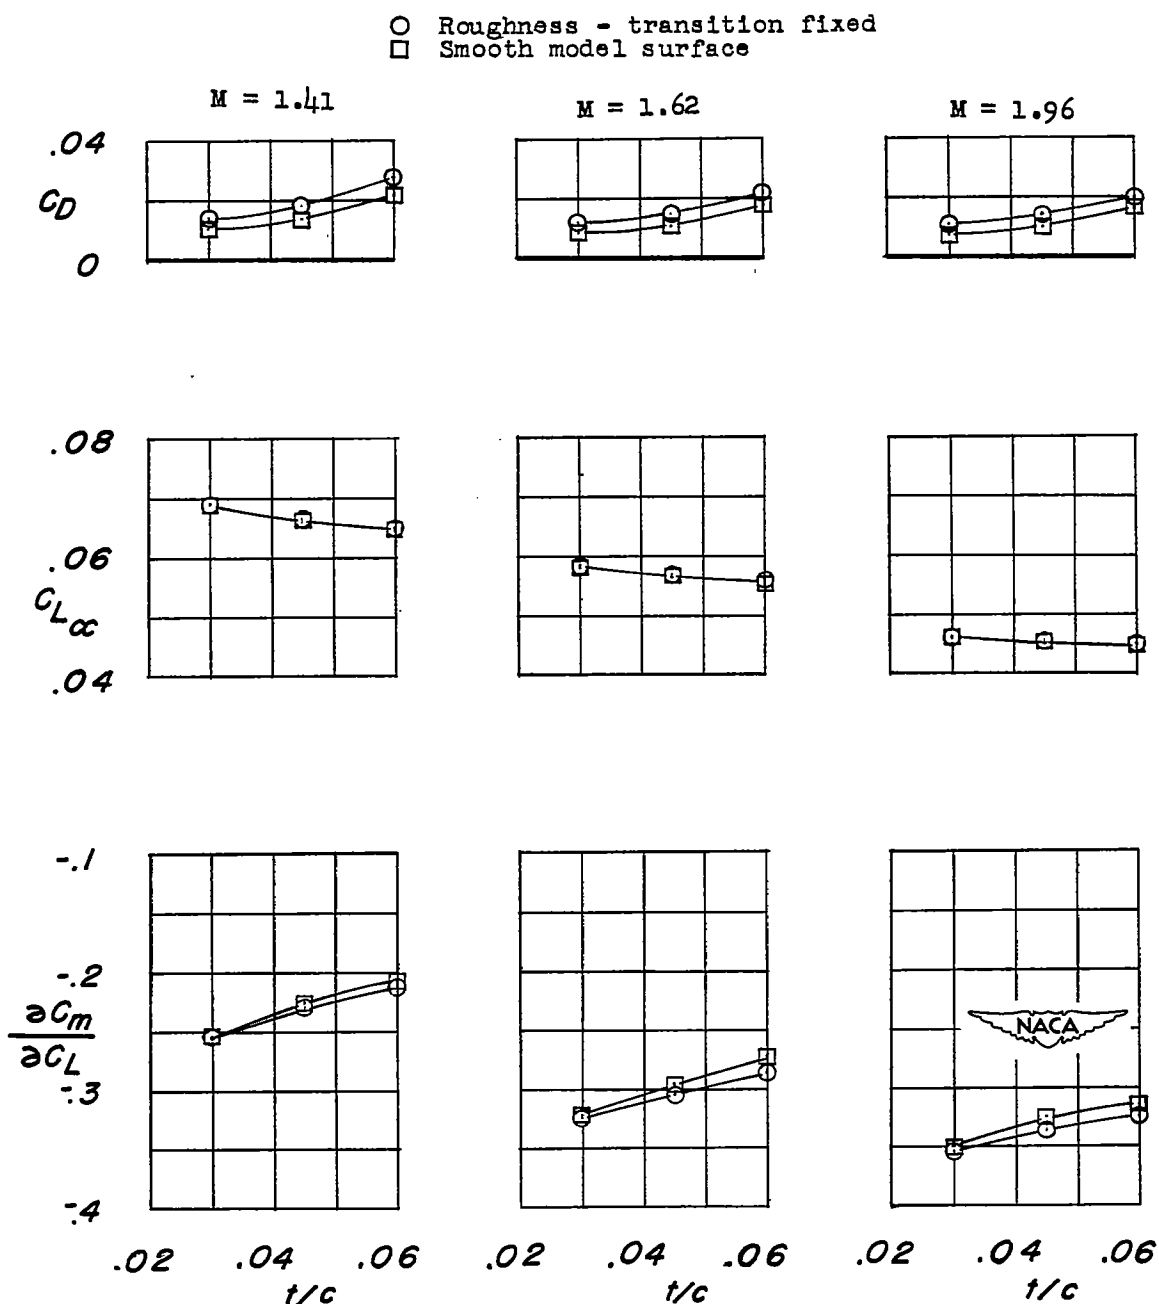 Roughness - transition fixed
Smooth model surface
M = 1.41
M = 1.62
M = 1.96
.04
C_D
0
.08
.06
C_L_α
.04
-.1
-.2
∂C_m
∂C_L
-.3
-.4
NACA
.02 .04 .06
t/c
.02 .04 .06
t/c
.02 .04 .06
t/c